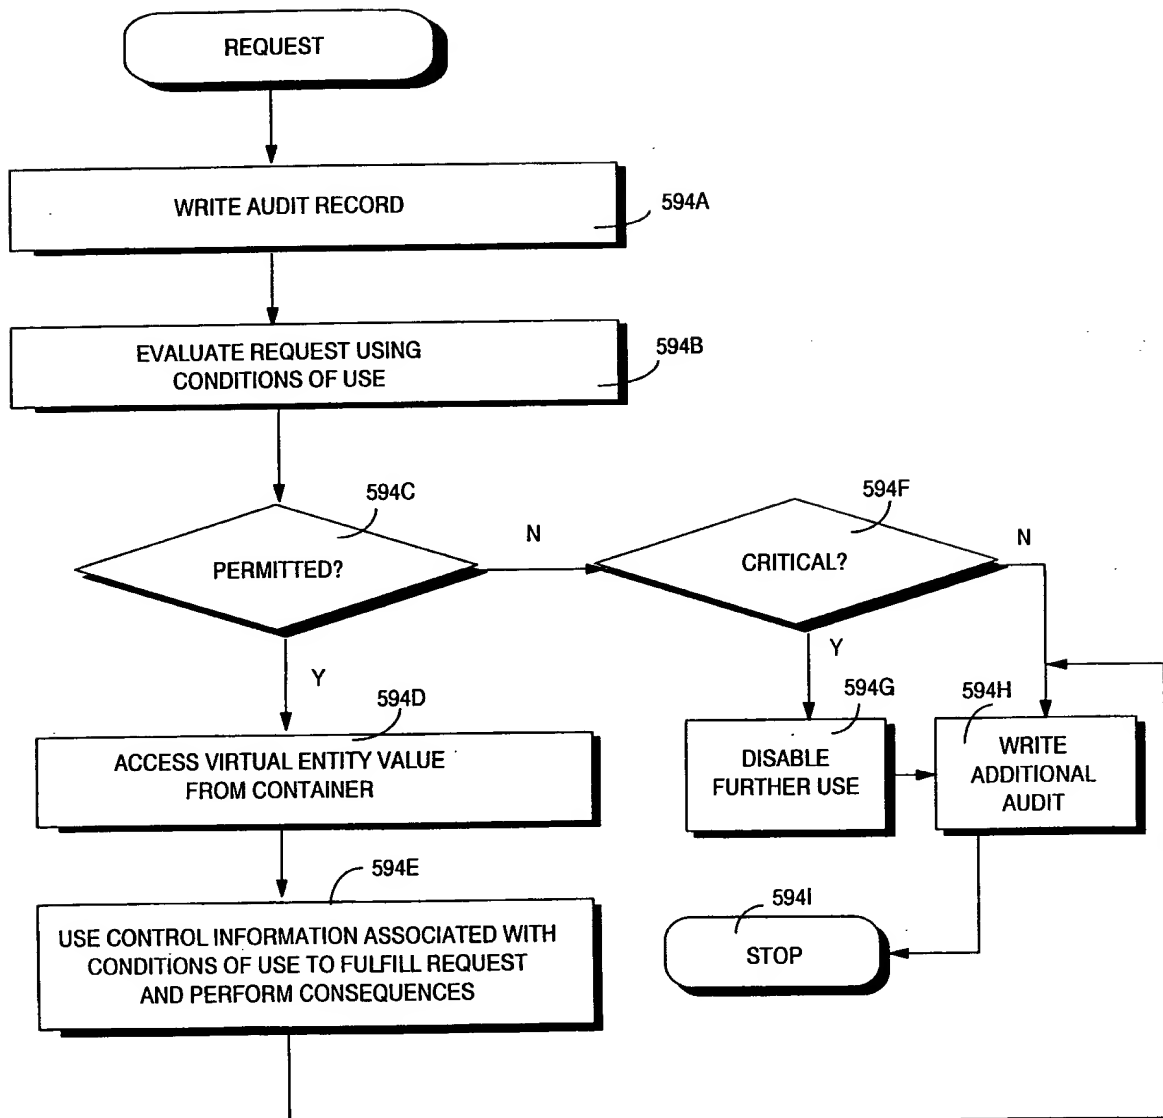 REQUEST
WRITE AUDIT RECORD
594A
EVALUATE REQUEST USING
CONDITIONS OF USE
594B
594C
PERMITTED?
N
Y
594F
CRITICAL?
N
Y
594D
ACCESS VIRTUAL ENTITY VALUE
FROM CONTAINER
594G
DISABLE
FURTHER USE
594H
WRITE
ADDITIONAL
AUDIT
594E
USE CONTROL INFORMATION ASSOCIATED WITH
CONDITIONS OF USE TO FULFILL REQUEST
AND PERFORM CONSEQUENCES
594I
STOP